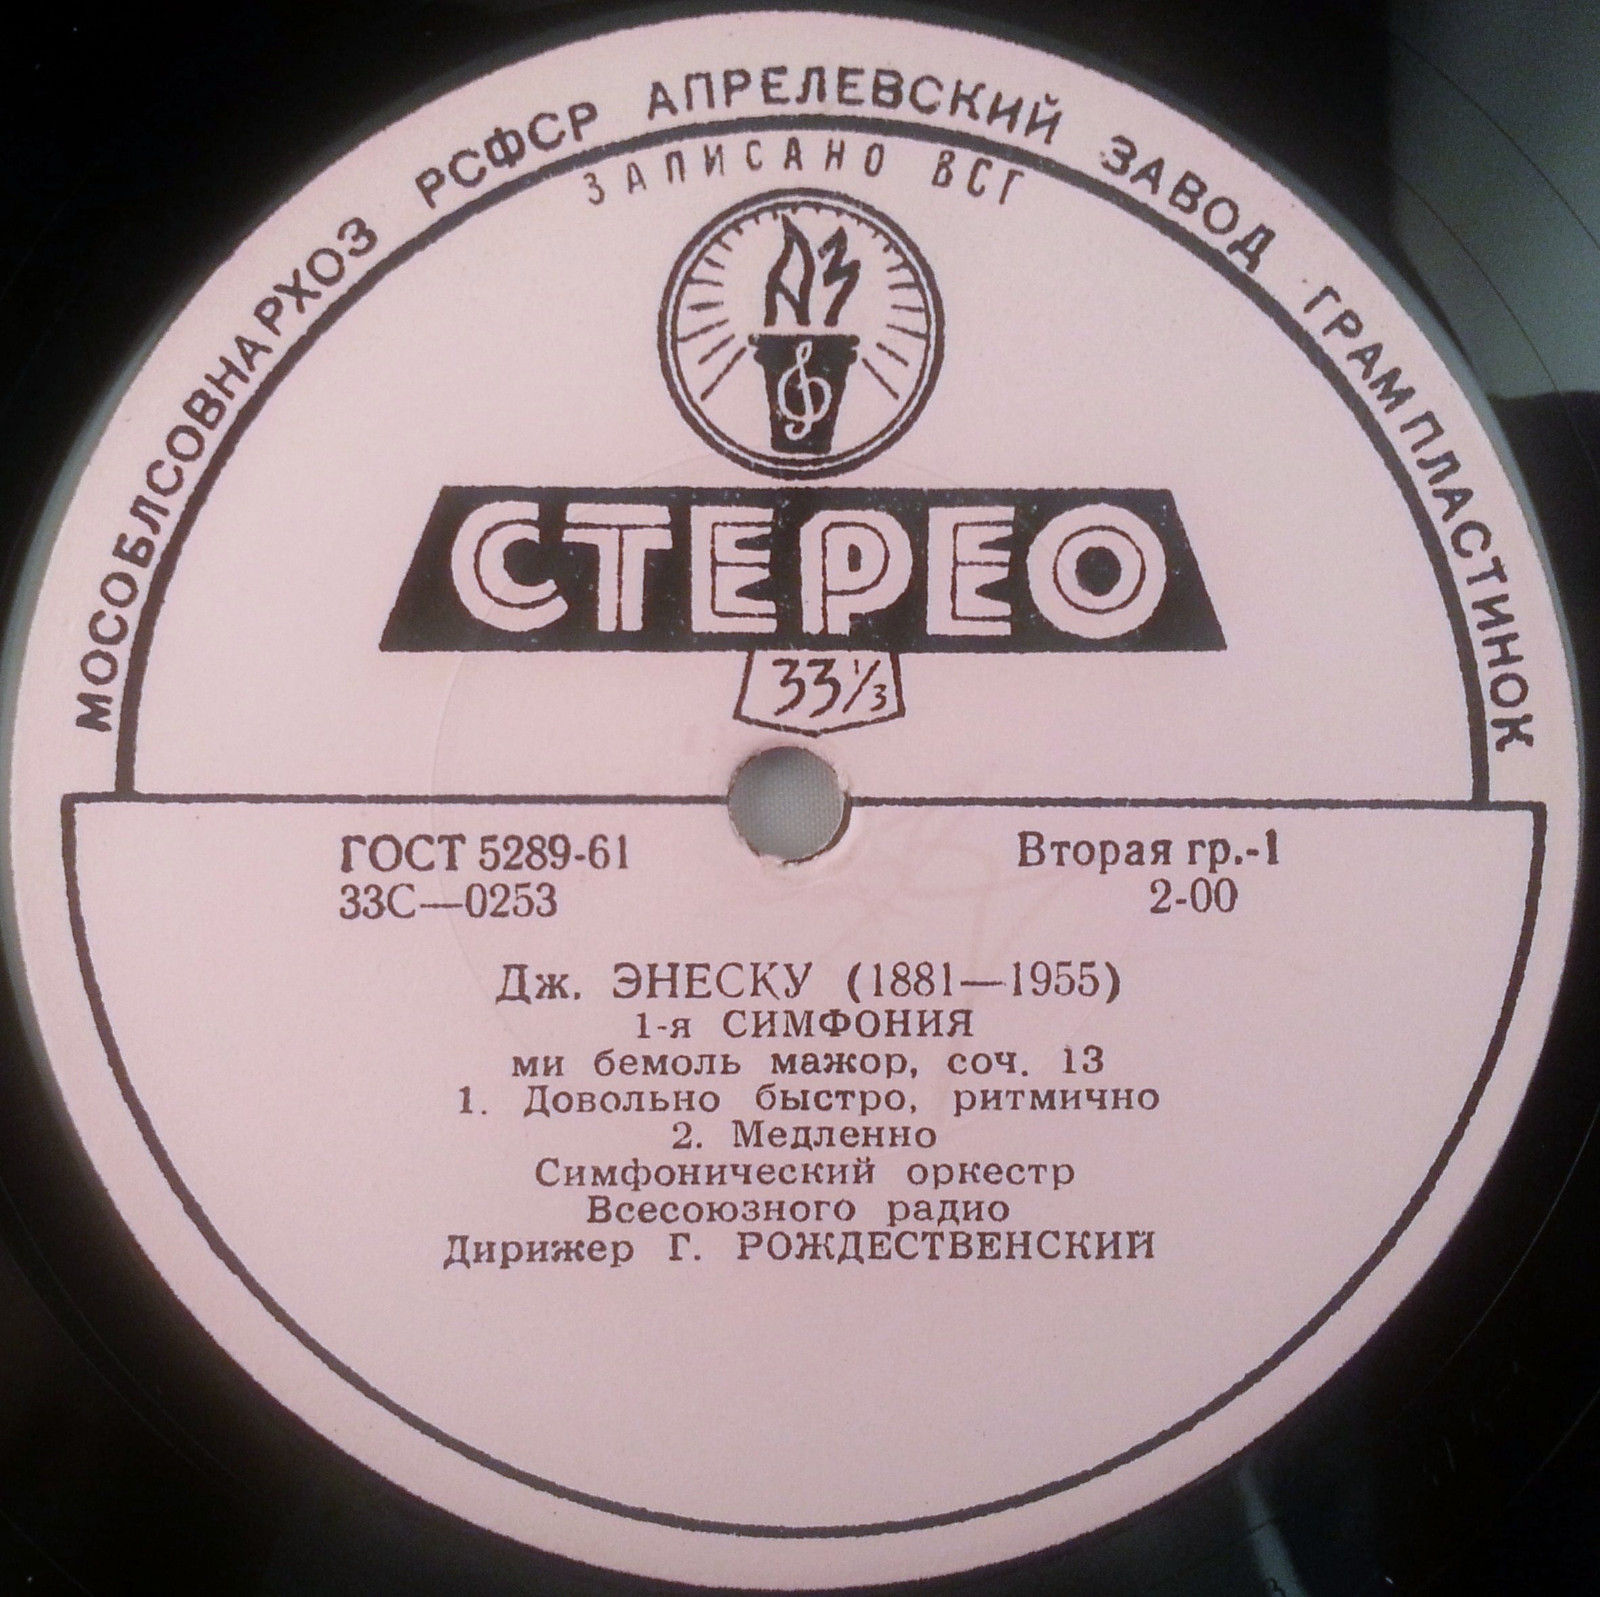 МОСОБЛСОВНАРХОЗ РСФСР АПРЕЛЕВСКИЙ ЗАВОД ГРАМПЛАСТИНОК
ЗАПИСАНО ВСГ
АЗ
СТЕРЕО
33 1/3
ГОСТ 5289-61
Вторая гр.-1
33С—0253
2-00
Дж. ЭНЕСКУ (1881—1955)
1-я СИМФОНИЯ
ми бемоль мажор, соч. 13
1. Довольно быстро, ритмично
2. Медленно
Симфонический оркестр
Всесоюзного радио
Дирижер Г. РОЖДЕСТВЕНСКИЙ